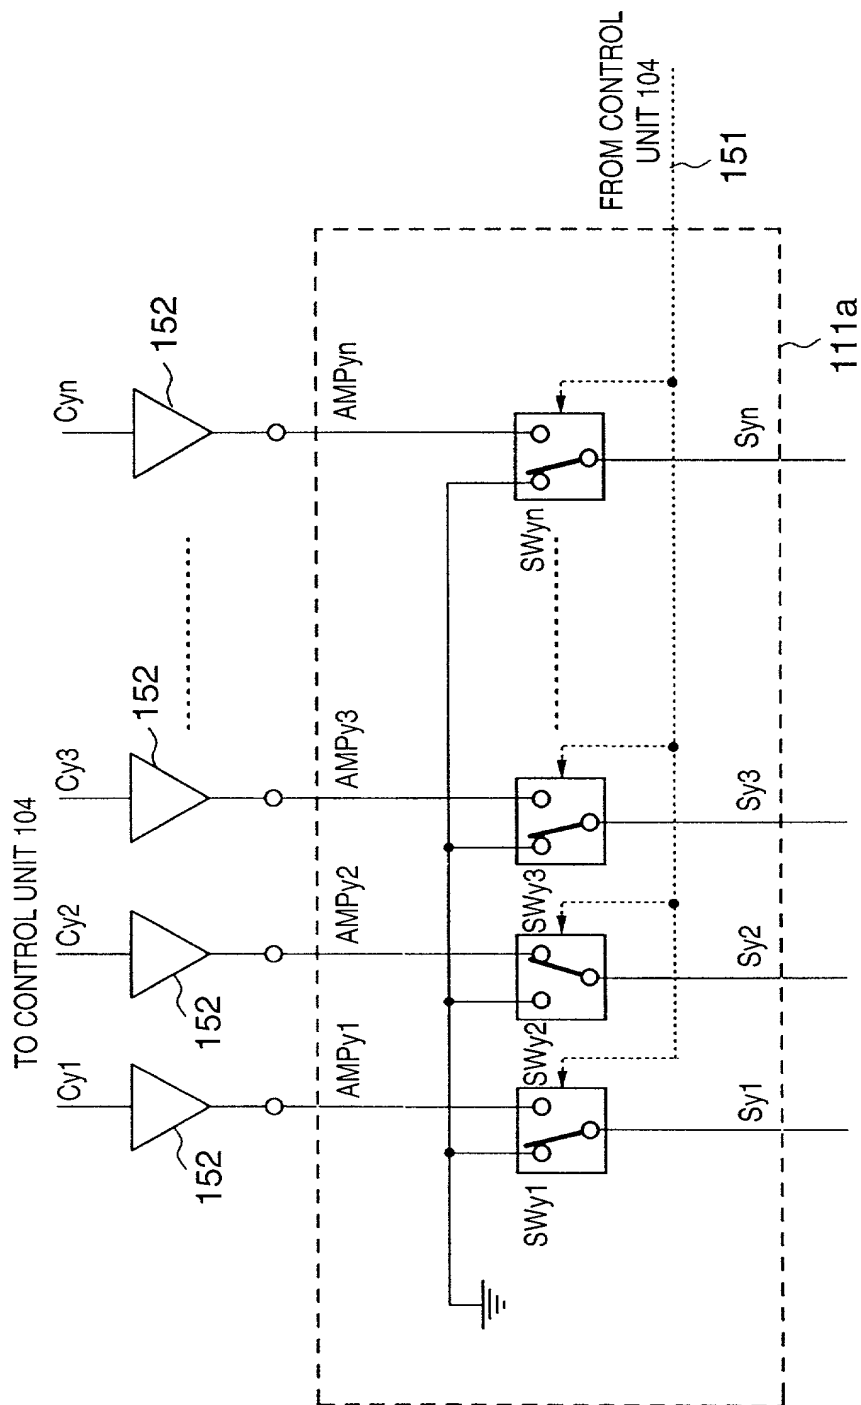 TO CONTROL UNIT 104
Cy1
Cy2
Cy3
Cyn
152
152
152
152
AMPy1
AMPy2
AMPy3
AMPyn
SWy1
SWy2
SWy3
SWyn
FROM CONTROL
UNIT 104
151
Sy1
Sy2
Sy3
Syn
111a